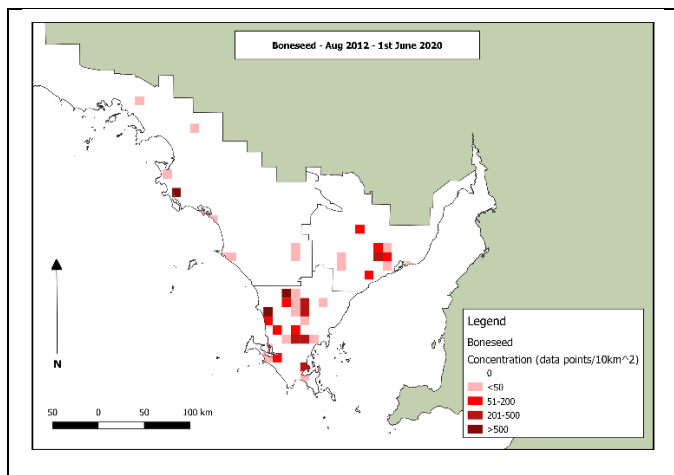 Boneseed - Aug 2012 - 1st June 2020
N
50 0 50 100 km
Legend
Boneseed
Concentration (data points/10km^2)
0
<50
51-200
201-500
>500